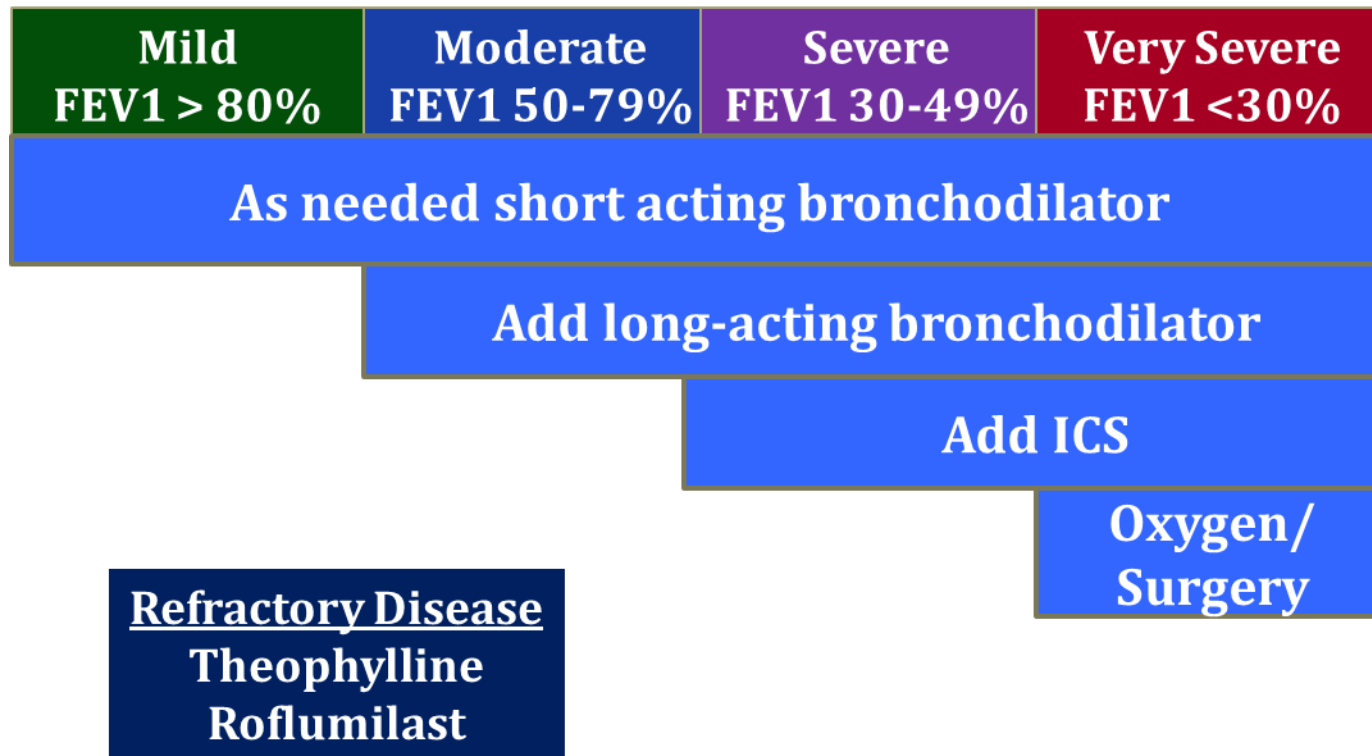 Mild
FEV1 > 80%
Moderate
FEV1 50-79%
Severe
FEV1 30-49%
Very Severe
FEV1 <30%
As needed short acting bronchodilator
Add long-acting bronchodilator
Add ICS
Oxygen/
Surgery
Refractory Disease
Theophylline
Roflumilast